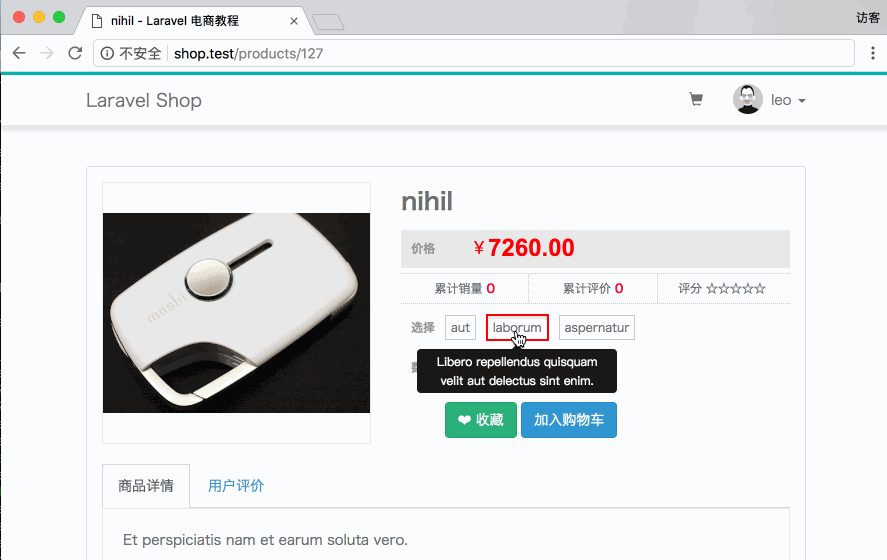 nihil - Laravel 电商教程
访客
不安全 shop.test/products/127
Laravel Shop
leo
moshi
nihil
价格 ￥7260.00
累计销量 0 累计评价 0 评分 ☆☆☆☆☆
选择 aut laborum aspernatur
Libero repellendus quisquam
velit aut delectus sint enim.
❤ 收藏 加入购物车
商品详情 用户评价
Et perspiciatis nam et earum soluta vero.